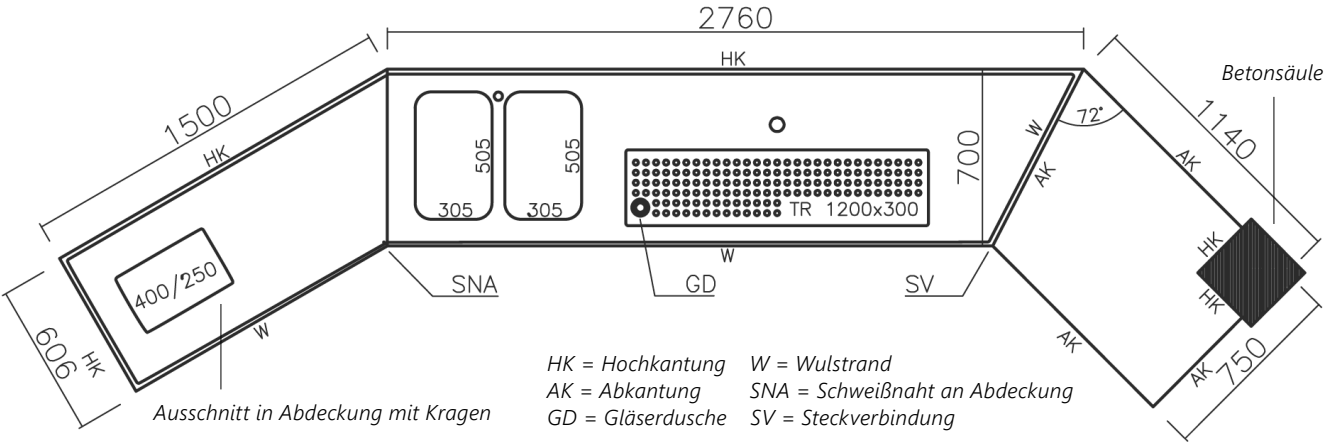 2760
HK
Betonsäule
1500
HK
72°
1140
W
AK
AK
505
505
700
305
305
TR 1200x300
HK
HK
400/250
SNA
GD
W
SV
606
HK
W
AK
AK
750
Ausschnitt in Abdeckung mit Kragen
HK = Hochkantung W = Wulstrand
AK = Abkantung SNA = Schweißnaht an Abdeckung
GD = Gläserdusche SV = Steckverbindung